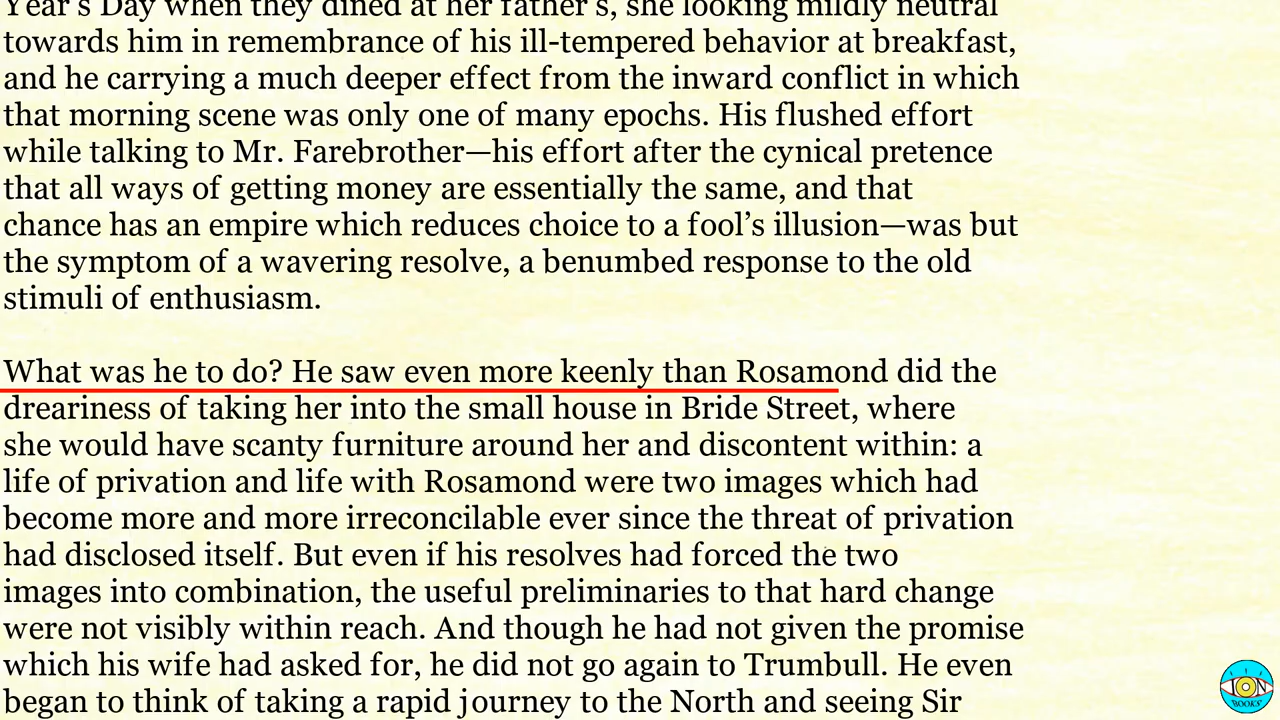 Year's Day when they dined at her father's, she looking mildly neutral
towards him in remembrance of his ill-tempered behavior at breakfast,
and he carrying a much deeper effect from the inward conflict in which
that morning scene was only one of many epochs. His flushed effort
while talking to Mr. Farebrother—his effort after the cynical pretence
that all ways of getting money are essentially the same, and that
chance has an empire which reduces choice to a fool’s illusion—was but
the symptom of a wavering resolve, a benumbed response to the old
stimuli of enthusiasm.
What was he to do? He saw even more keenly than Rosamond did the
dreariness of taking her into the small house in Bride Street, where
she would have scanty furniture around her and discontent within: a
life of privation and life with Rosamond were two images which had
become more and more irreconcilable ever since the threat of privation
had disclosed itself. But even if his resolves had forced the two
images into combination, the useful preliminaries to that hard change
were not visibly within reach. And though he had not given the promise
which his wife had asked for, he did not go again to Trumbull. He even
began to think of taking a rapid journey to the North and seeing Sir
ION
BOOKS